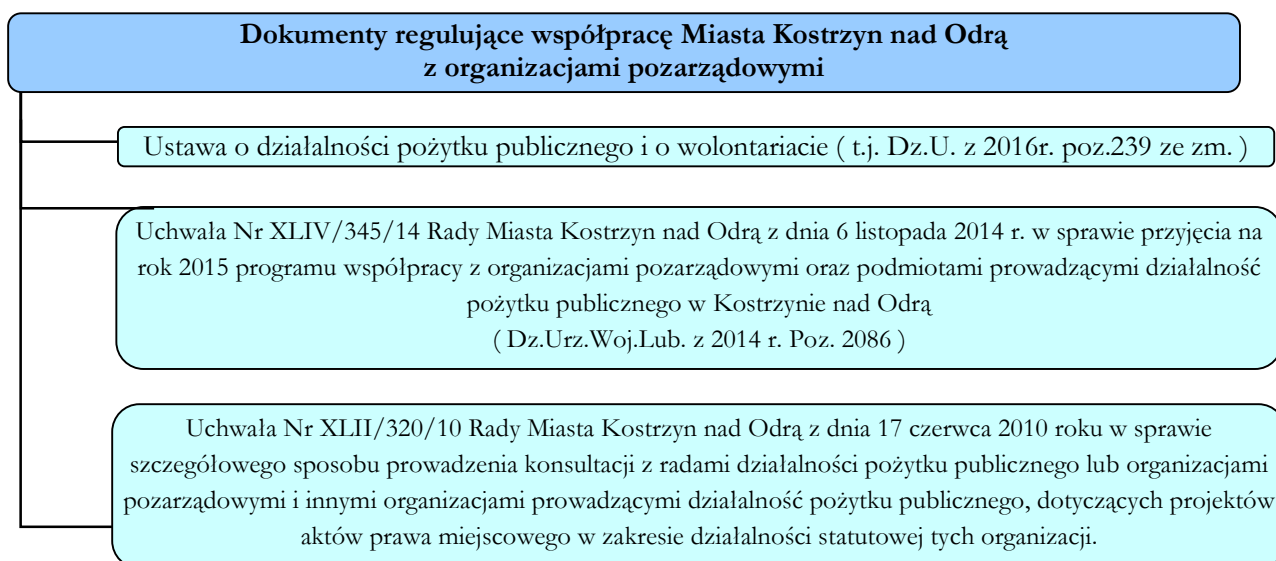 Dokumenty regulujące współpracę Miasta Kostrzyn nad Odrą
z organizacjami pozarządowymi
Ustawa o działalności pożytku publicznego i o wolontariacie ( t.j. Dz.U. z 2016r. poz.239 ze zm. )
Uchwała Nr XLIV/345/14 Rady Miasta Kostrzyn nad Odrą z dnia 6 listopada 2014 r. w sprawie przyjęcia na
rok 2015 programu współpracy z organizacjami pozarządowymi oraz podmiotami prowadzącymi działalność
pożytku publicznego w Kostrzynie nad Odrą
( Dz.Urz.Woj.Lub. z 2014 r. Poz. 2086 )
Uchwała Nr XLII/320/10 Rady Miasta Kostrzyn nad Odrą z dnia 17 czerwca 2010 roku w sprawie
szczegółowego sposobu prowadzenia konsultacji z radami działalności pożytku publicznego lub organizacjami
pozarządowymi i innymi organizacjami prowadzącymi działalność pożytku publicznego, dotyczących projektów
aktów prawa miejscowego w zakresie działalności statutowej tych organizacji.